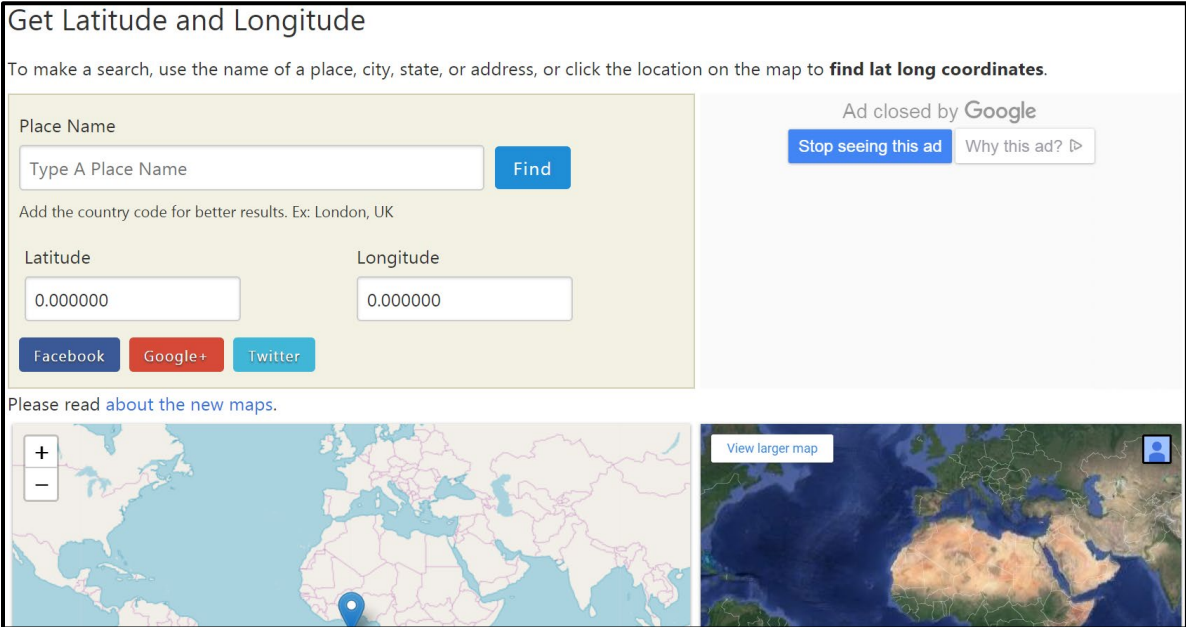 Get Latitude and Longitude
To make a search, use the name of a place, city, state, or address, or click the location on the map to find lat long coordinates.
Place Name
Type A Place Name
Find
Add the country code for better results. Ex: London, UK
Latitude
Longitude
0.000000
0.000000
Facebook
Google+
Twitter
Ad closed by Google
Stop seeing this ad
Why this ad?
Please read about the new maps.
+
−
View larger map